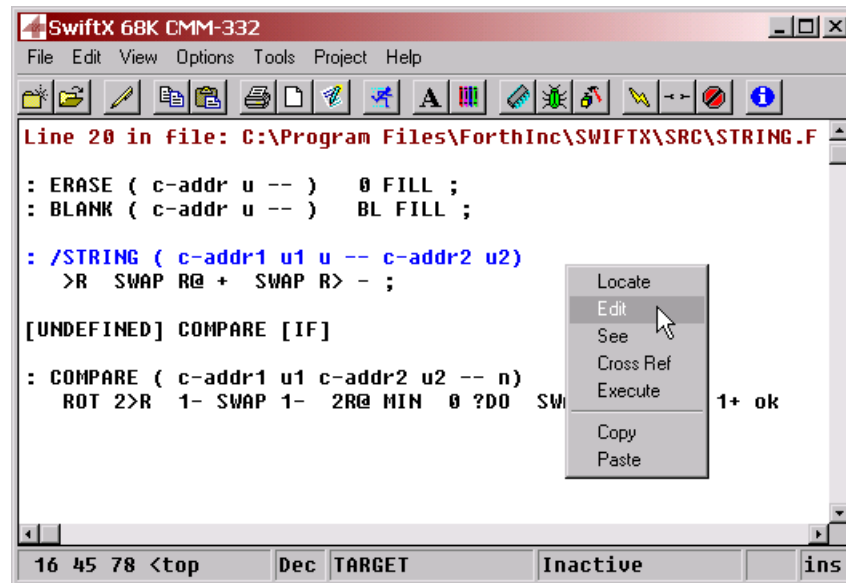 SwiftX 68K CMM-332
File Edit View Options Tools Project Help
Line 20 in file: C:\Program Files\ForthInc\SWIFTX\SRC\STRING.F
: ERASE ( c-addr u -- ) 0 FILL ;
: BLANK ( c-addr u -- ) BL FILL ;
: /STRING ( c-addr1 u1 u -- c-addr2 u2)
>R SWAP R@ + SWAP R> - ;
[UNDEFINED] COMPARE [IF]
: COMPARE ( c-addr1 u1 c-addr2 u2 -- n)
ROT 2>R 1- SWAP 1- 2R@ MIN 0 ?DO 1+ ok
Locate
Edit
See
Cross Ref
Execute
Copy
Paste
16 45 78 <top Dec TARGET Inactive ins